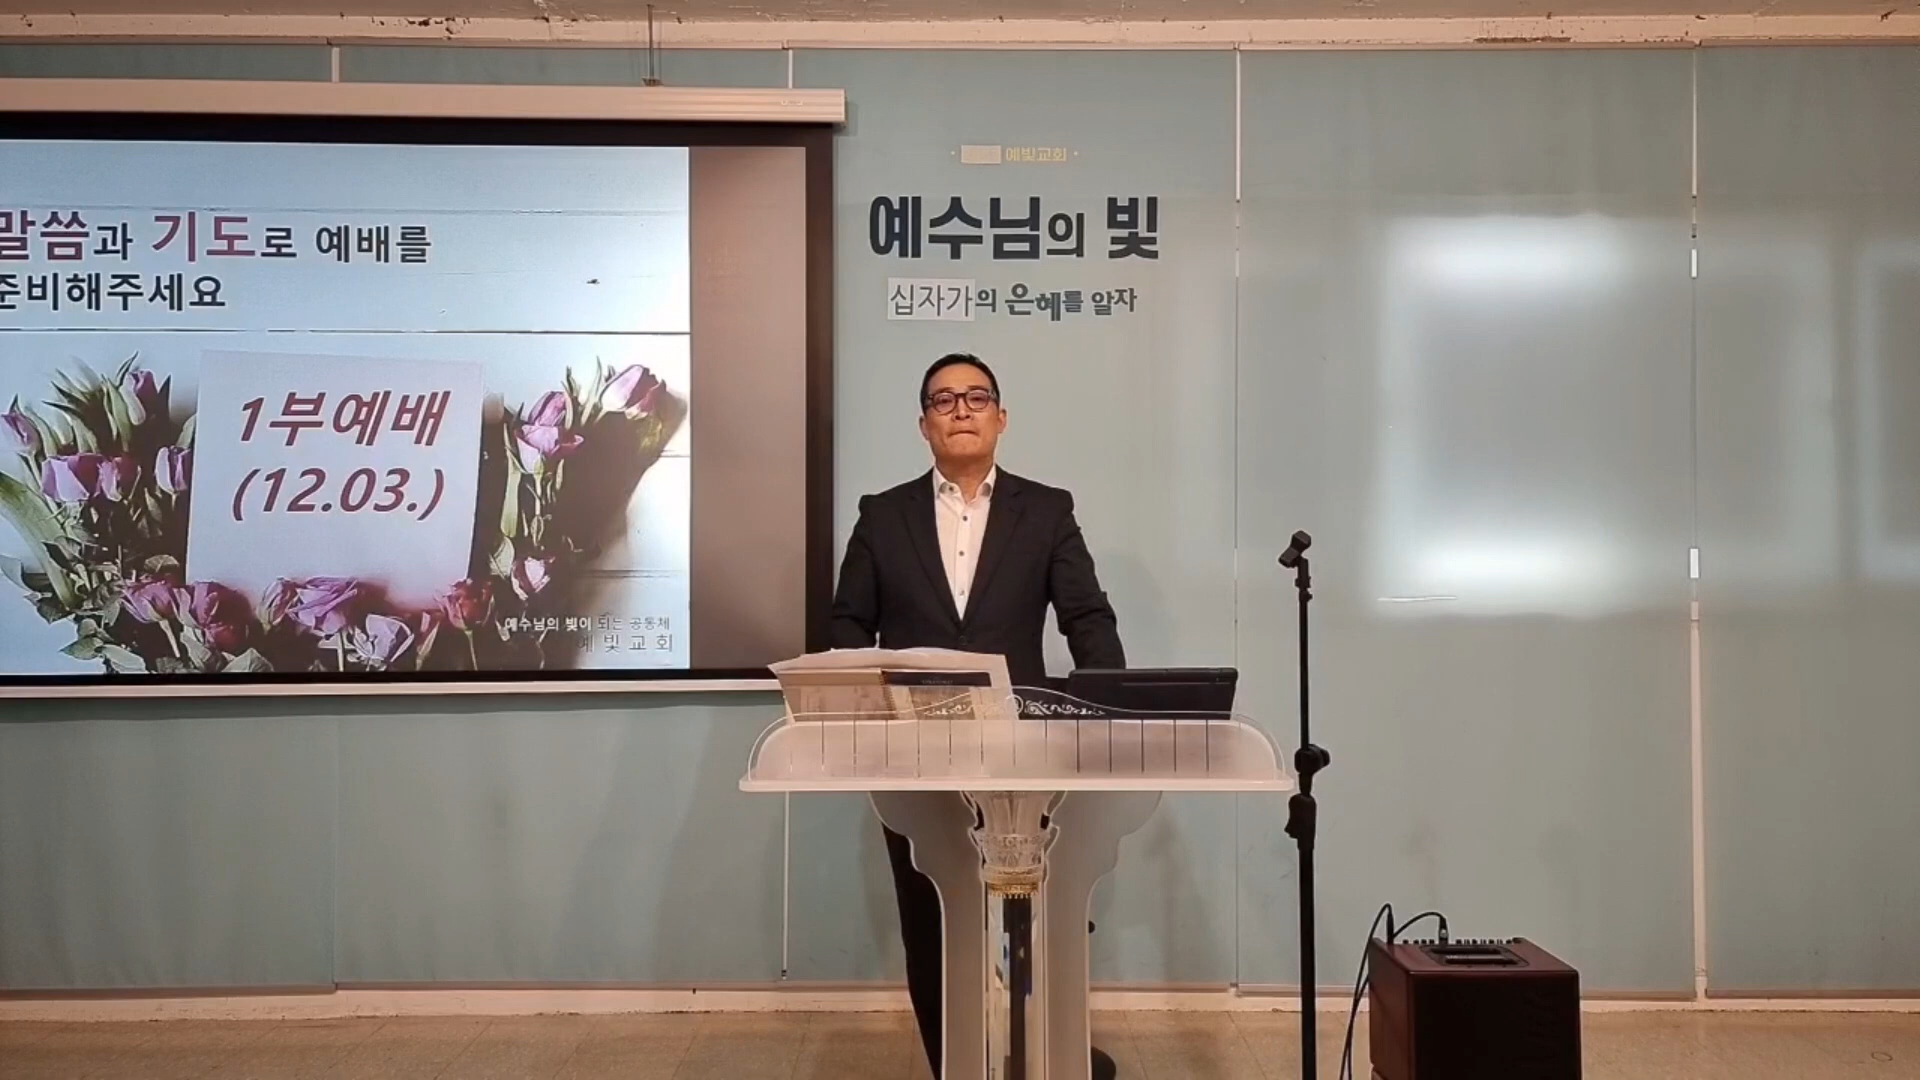 말씀과 기도로 예배를
준비해주세요
1부예배
(12.03.)
예수님의 빛이 되는 공동체
예빛교회
예빛교회
예수님의 빛
십자가의 은혜를 알자